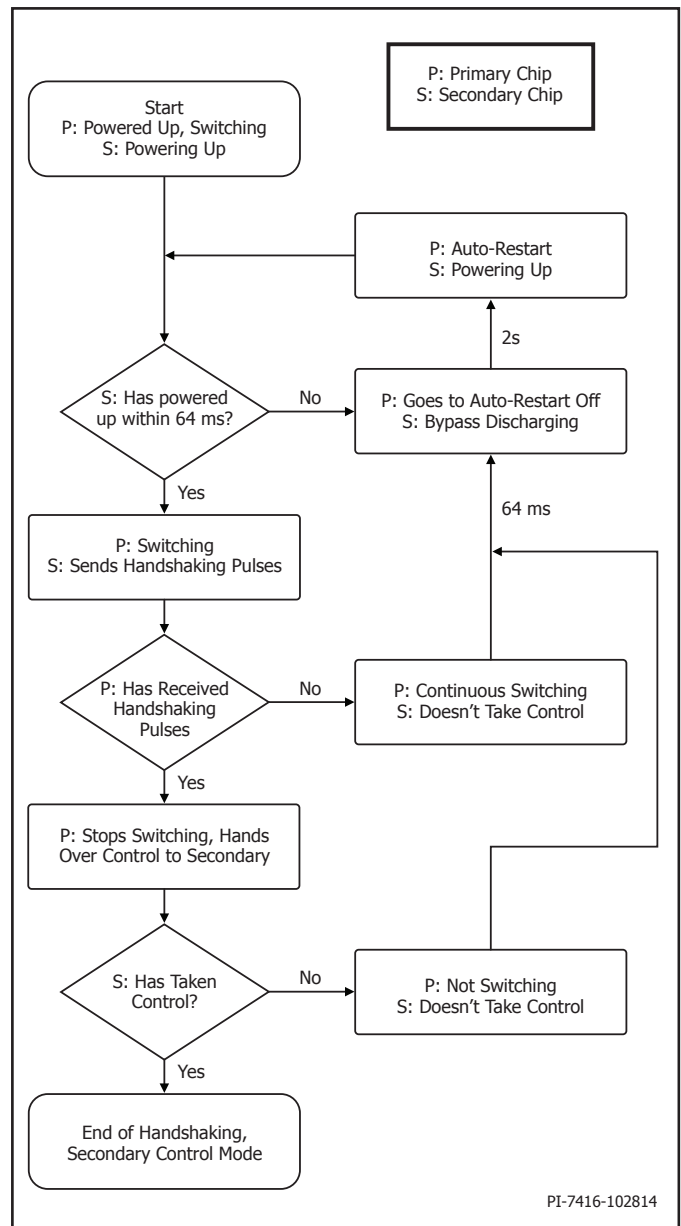 P: Primary Chip
S: Secondary Chip
Start
P: Powered Up, Switching
S: Powering Up
P: Auto-Restart
S: Powering Up
2s
S: Has powered
up within 64 ms?
No
P: Goes to Auto-Restart Off
S: Bypass Discharging
Yes
64 ms
P: Switching
S: Sends Handshaking Pulses
P: Has Received
Handshaking
Pulses
No
P: Continuous Switching
S: Doesn't Take Control
Yes
P: Stops Switching, Hands
Over Control to Secondary
S: Has Taken
Control?
No
P: Not Switching
S: Doesn't Take Control
Yes
End of Handshaking,
Secondary Control Mode
PI-7416-102814